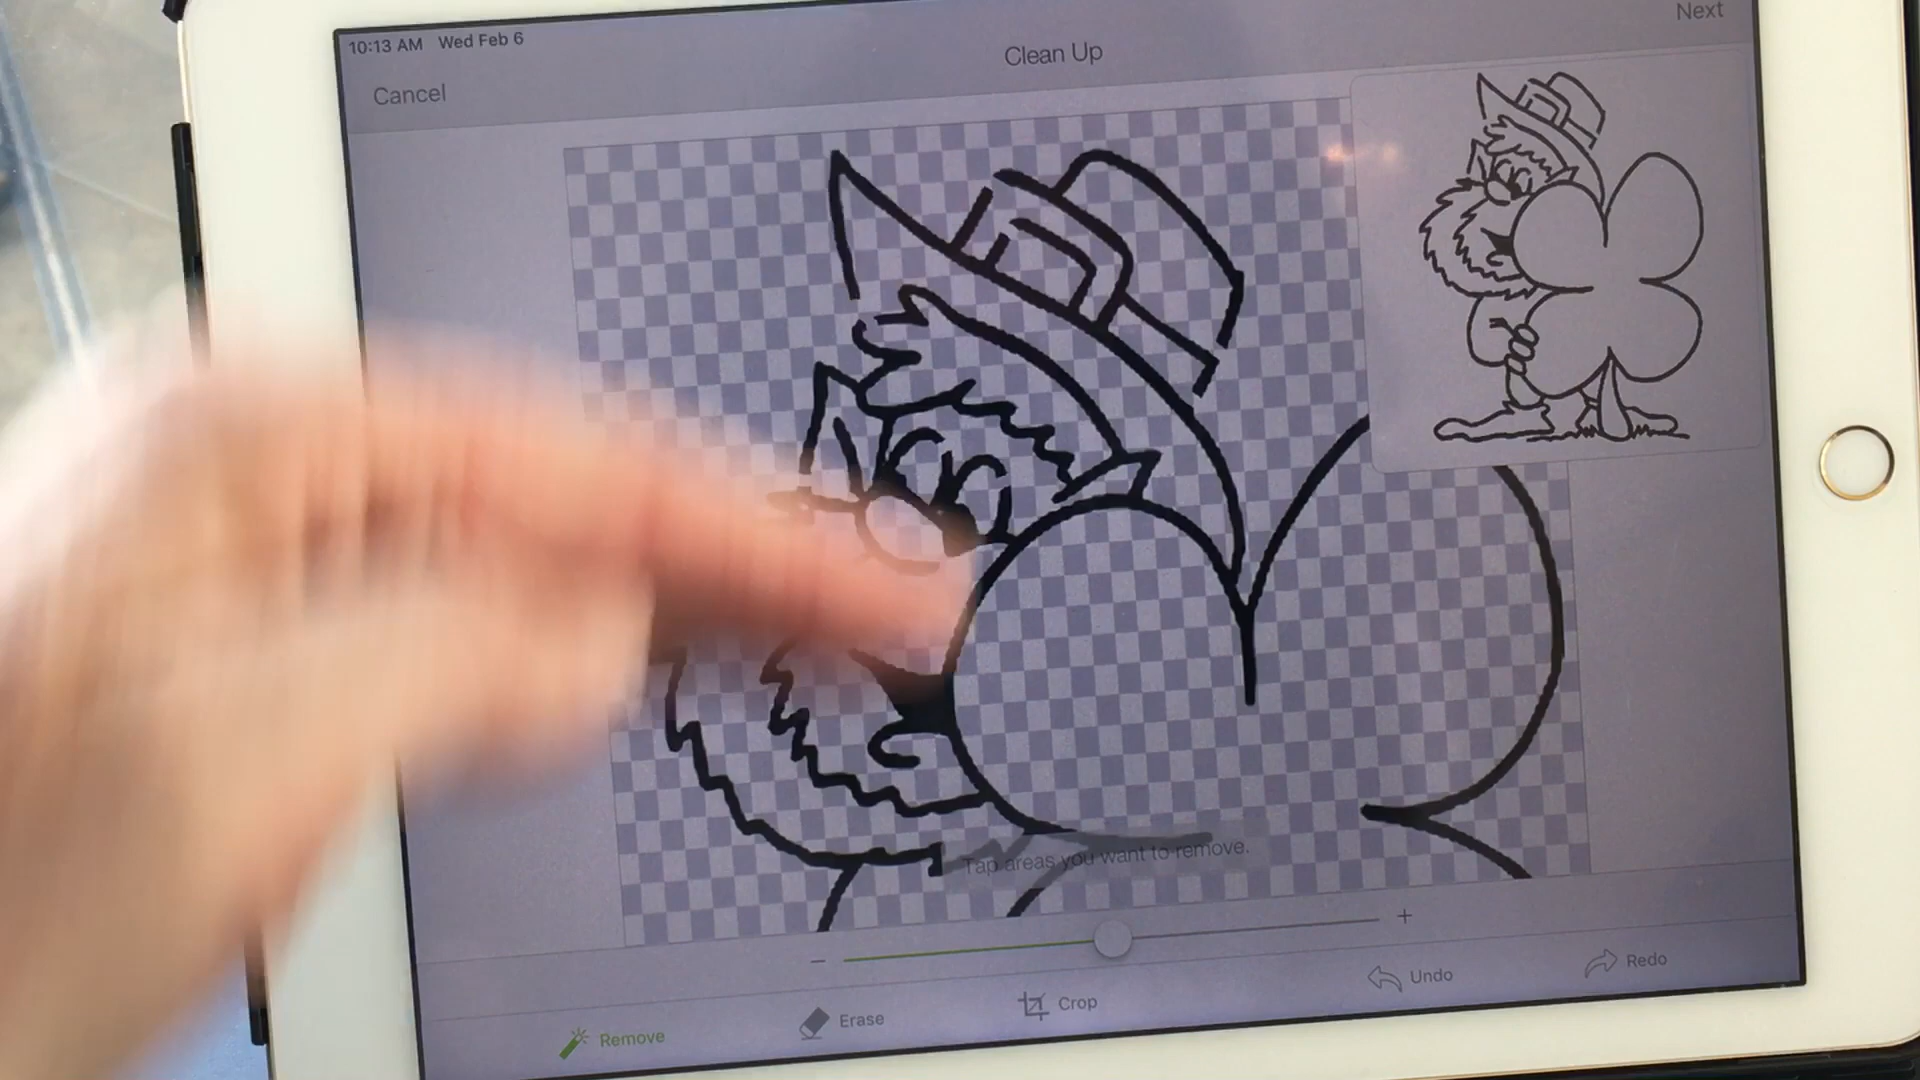 10:13 AM Wed Feb 6
Next
Clean Up
Cancel
Tap areas you want to remove.
− +
Undo
Redo
Crop
Erase
Remove